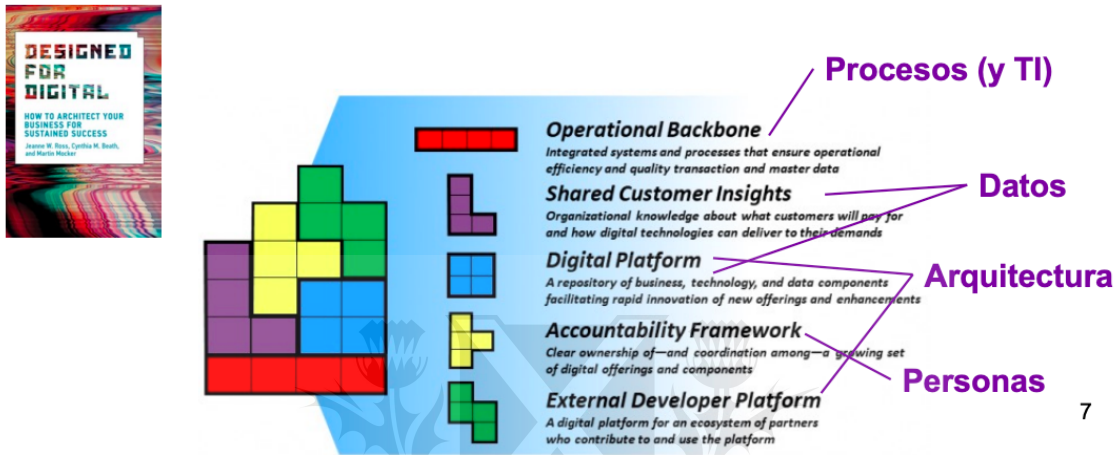 DESIGNED
FOR
DIGITAL
HOW TO ARCHITECT YOUR
BUSINESS FOR
SUSTAINED SUCCESS
Jeanne W. Ross, Cynthia M. Beath,
and Martin Mocker
Procesos (y TI)
Operational Backbone
Integrated systems and processes that ensure operational
efficiency and quality transaction and master data
Datos
Shared Customer Insights
Organizational knowledge about what customers will pay for
and how digital technologies can deliver to their demands
Digital Platform
A repository of business, technology, and data components
facilitating rapid innovation of new offerings and enhancements
Arquitectura
Accountability Framework
Clear ownership of—and coordination among—a growing set
of digital offerings and components
Personas
External Developer Platform
A digital platform for an ecosystem of partners
who contribute to and use the platform
7